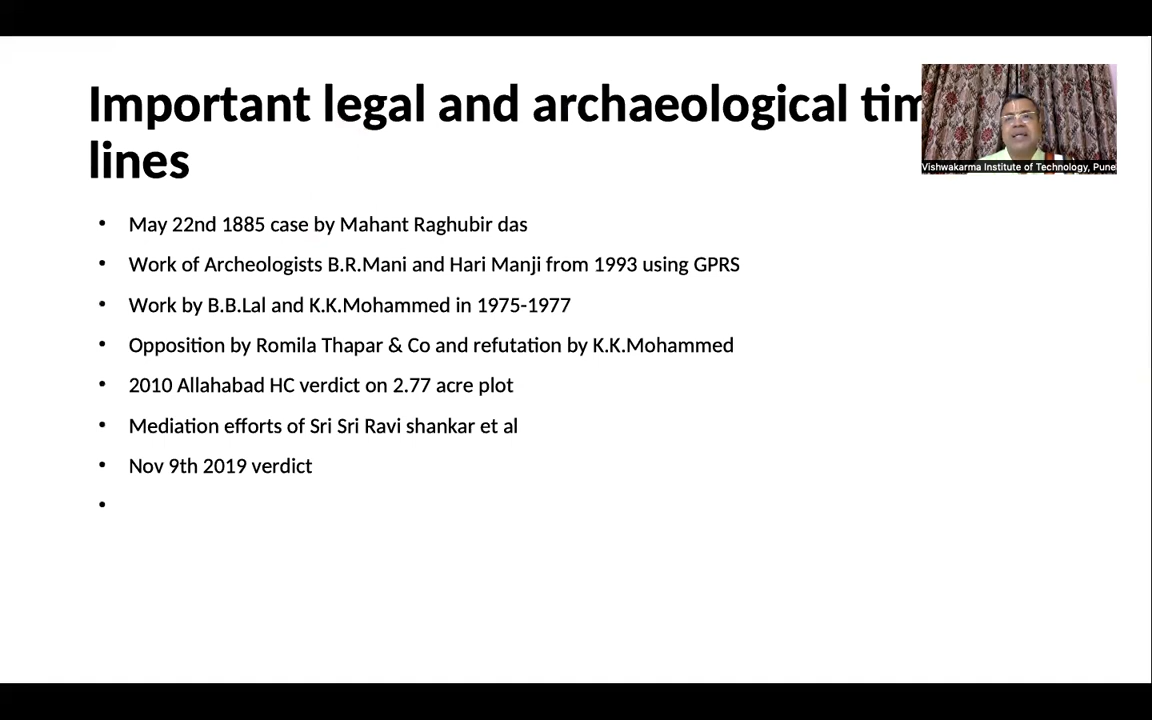 Important legal and archaeological tim
lines
Vishwakarma Institute of Technology, Pune
• May 22nd 1885 case by Mahant Raghubir das
• Work of Archeologists B.R.Mani and Hari Manji from 1993 using GPRS
• Work by B.B.Lal and K.K.Mohammed in 1975-1977
• Opposition by Romila Thapar & Co and refutation by K.K.Mohammed
• 2010 Allahabad HC verdict on 2.77 acre plot
• Mediation efforts of Sri Sri Ravi shankar et al
• Nov 9th 2019 verdict
•